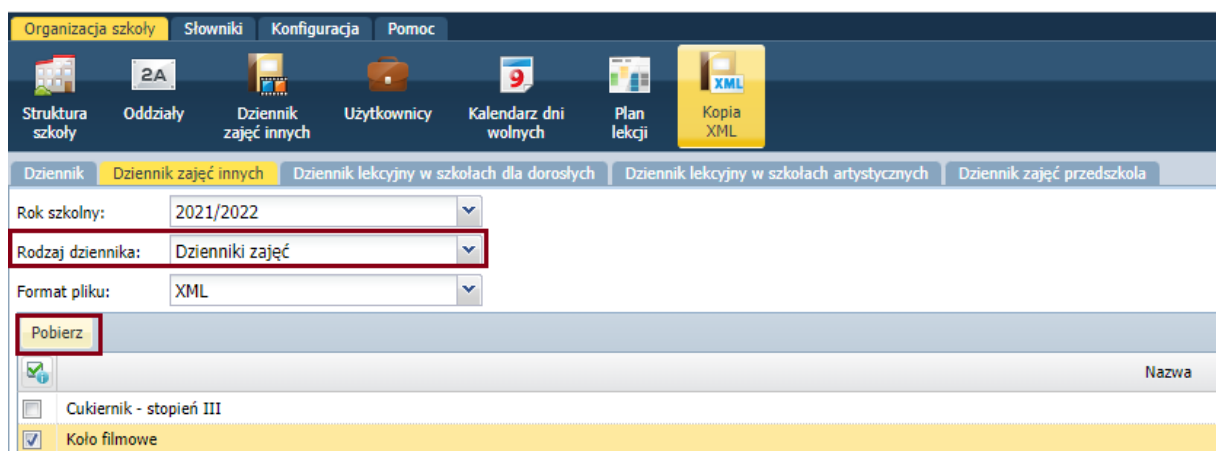 Organizacja szkoły Słowniki Konfiguracja Pomoc
2A 9 XML
Struktura szkoły Oddziały Dziennik zajęć innych Użytkownicy Kalendarz dni wolnych Plan lekcji Kopia XML
Dziennik Dziennik zajęć innych Dziennik lekcyjny w szkołach dla dorosłych Dziennik lekcyjny w szkołach artystycznych Dziennik zajęć przedszkola
Rok szkolny: 2021/2022
Rodzaj dziennika: Dzienniki zajęć
Format pliku: XML
Pobierz
Nazwa
Cukiernik - stopień III
Koło filmowe